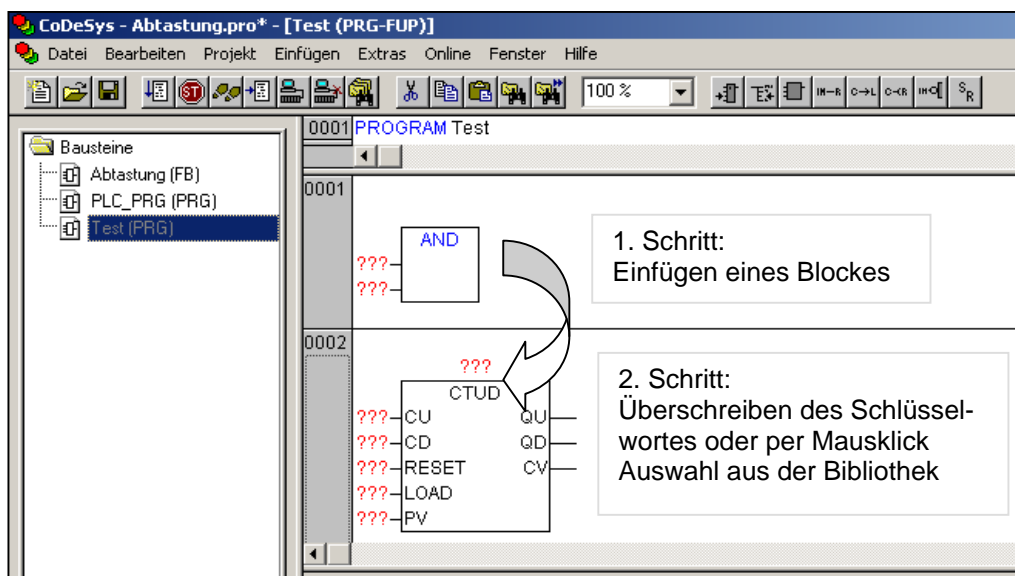 CoDeSys - Abtastung.pro* - [Test (PRG-FUP)]
Datei Bearbeiten Projekt Einfügen Extras Online Fenster Hilfe
100 %
IN-R C→L C→R IN-O S R
Bausteine
Abtastung (FB)
PLC_PRG (PRG)
Test (PRG)
0001 PROGRAM Test
0001
AND
???
???
1. Schritt:
Einfügen eines Blockes
0002
???
CTUD
??? CU QU
??? CD QD
??? RESET CV
??? LOAD
??? PV
2. Schritt:
Überschreiben des Schlüssel-
wortes oder per Mausklick
Auswahl aus der Bibliothek